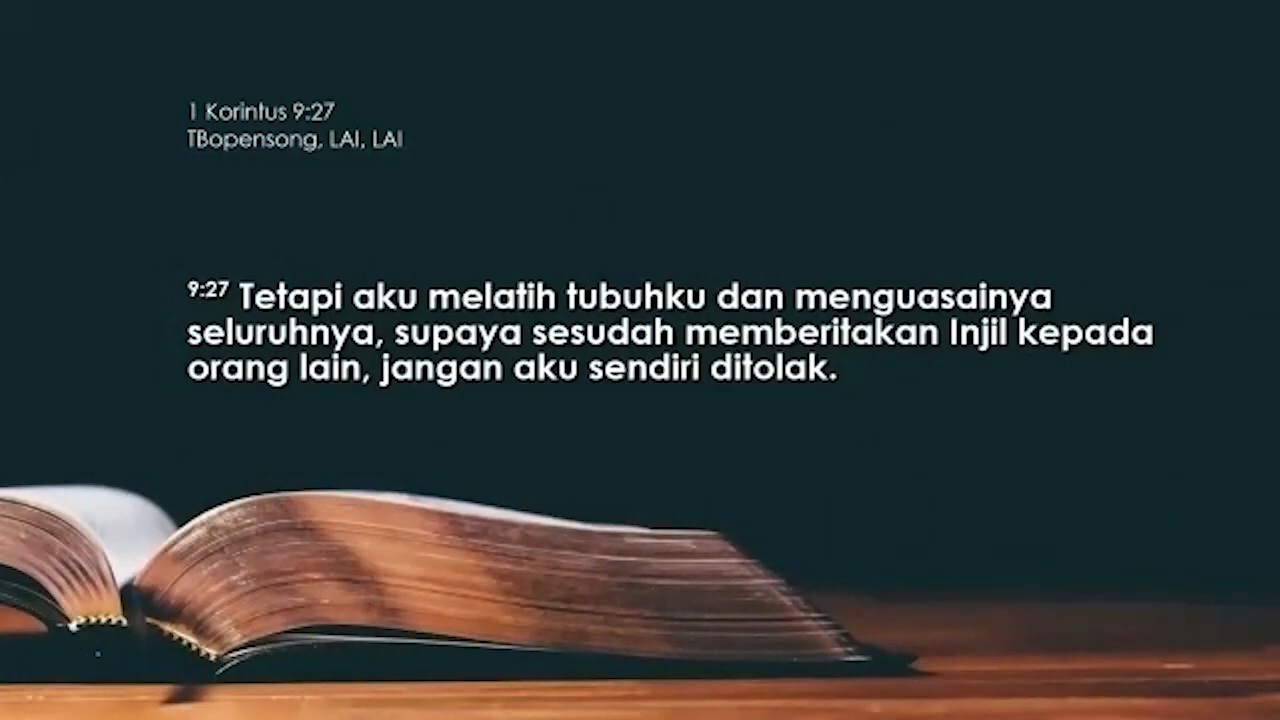 1 Korintus 9:27
TBopensong, LAI, LAI
9:27 Tetapi aku melatih tubuhku dan menguasainya
seluruhnya, supaya sesudah memberitakan Injil kepada
orang lain, jangan aku sendiri ditolak.